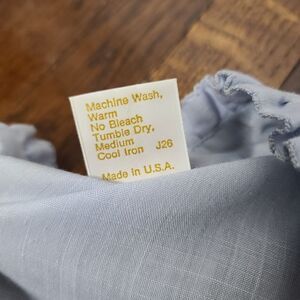 Machine Wash,
Warm
No Bleach
Tumble Dry,
Medium
Cool Iron J26
Made in U.S.A.